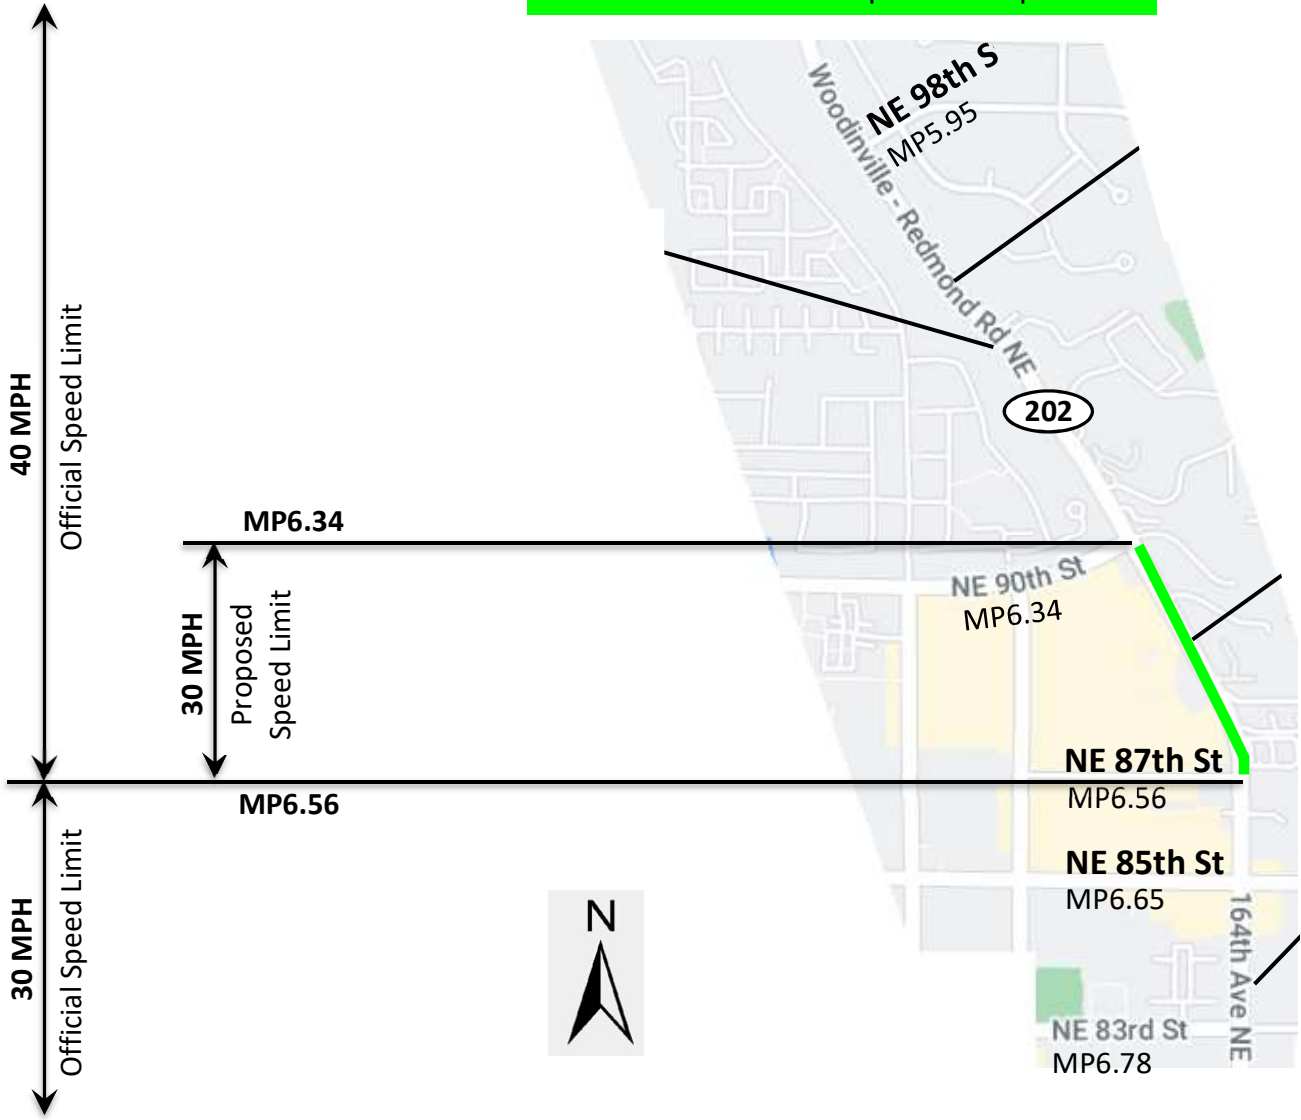 NE 98th S
MP5.95
Woodinville - Redmond Rd NE
202
40 MPH
Official Speed Limit
MP6.34
NE 90th St
MP6.34
30 MPH
Proposed
Speed Limit
NE 87th St
MP6.56
MP6.56
NE 85th St
MP6.65
30 MPH
Official Speed Limit
N
164th Ave NE
NE 83rd St
MP6.78